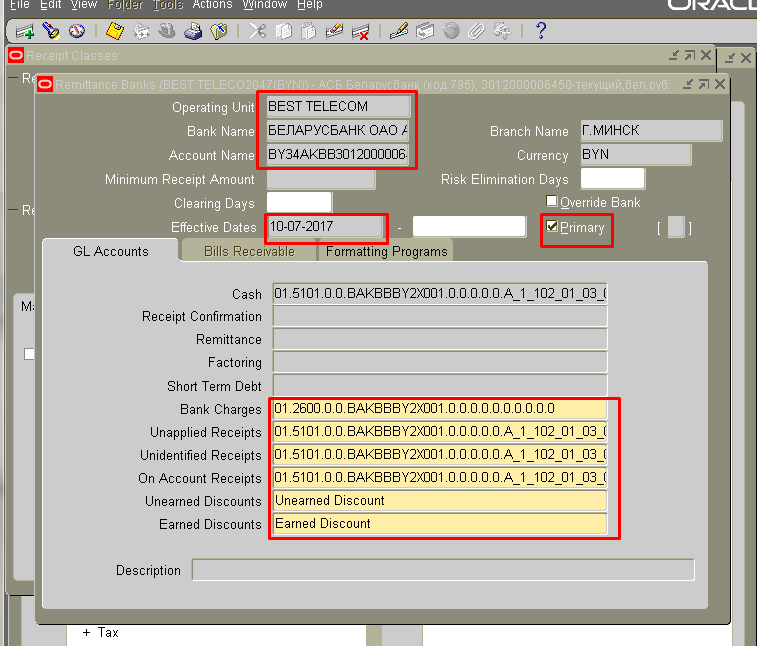 File Edit View Folder Tools Actions Window Help
ORACL
Receipt Classes
Re
Remittance Banks (BEST TELECO2047(BYN)) - АСБ Беларусбанк (код 795), 3012000006450-текущий,бел.руб.
Operating Unit BEST TELECOM
Bank Name БЕЛАРУСБАНК ОАО А Branch Name Г.МИНСК
Account Name BY34AKBB3012000006 Currency BYN
Minimum Receipt Amount Risk Elimination Days
Clearing Days Override Bank
Re
Effective Dates 10-07-2017 - Primary [ ]
GL Accounts Bills Receivable Formatting Programs
Cash 01.5101.0.0.BAKBBBY2X001.0.0.0.0.0.A_1_102_01_03_0
Ma
Receipt Confirmation
Remittance
Factoring
Short Term Debt
Bank Charges 01.2600.0.0.BAKBBBY2X001.0.0.0.0.0.0.0.0.0.0
Unapplied Receipts 01.5101.0.0.BAKBBBY2X001.0.0.0.0.0.A_1_102_01_03_0
Unidentified Receipts 01.5101.0.0.BAKBBBY2X001.0.0.0.0.0.A_1_102_01_03_0
On Account Receipts 01.5101.0.0.BAKBBBY2X001.0.0.0.0.0.A_1_102_01_03_0
Unearned Discounts Unearned Discount
Earned Discounts Earned Discount
Description
+ Tax